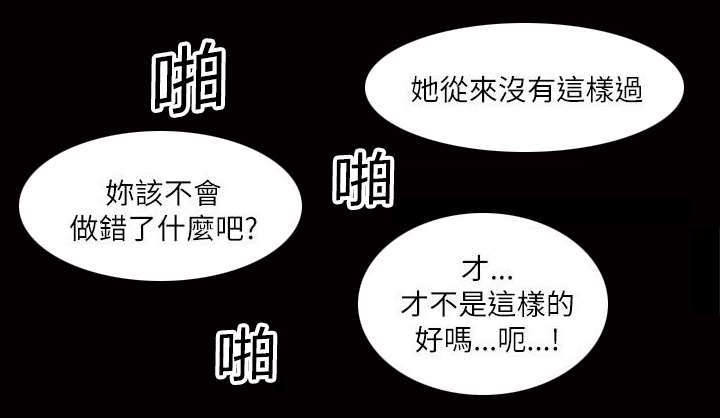 啪
她從來沒有這樣過
妳該不會
做錯了什麼吧?
啪
才...
才不是這樣的
好嗎...呃...!
啪